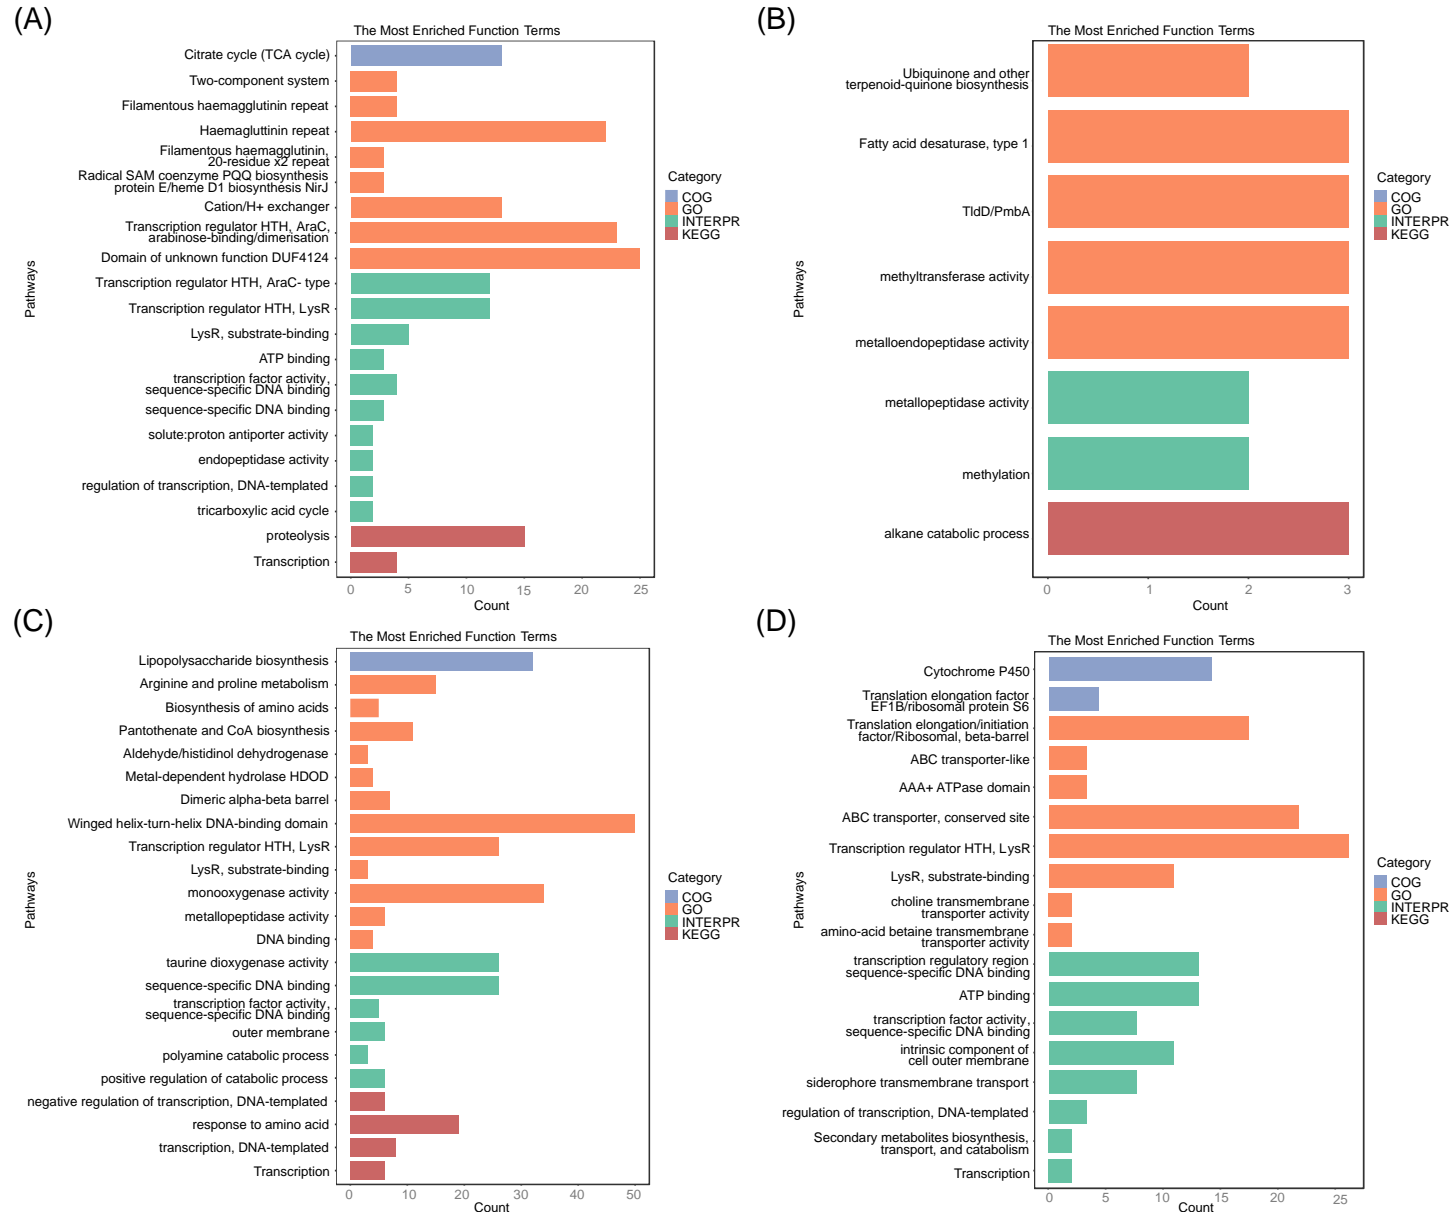 (A)
The Most Enriched Function Terms
Citrate cycle (TCA cycle)
Two-component system
Filamentous haemagglutinin repeat
Haemagluttinin repeat
Filamentous haemagglutinin,
20-residue x2 repeat
Radical SAM coenzyme PQQ biosynthesis
protein E/heme D1 biosynthesis NirJ
Cation/H+ exchanger
Transcription regulator HTH, AraC,
arabinose-binding/dimerisation
Domain of unknown function DUF4124
Transcription regulator HTH, AraC- type
Transcription regulator HTH, LysR
LysR, substrate-binding
ATP binding
transcription factor activity,
sequence-specific DNA binding
sequence-specific DNA binding
solute:proton antiporter activity
endopeptidase activity
regulation of transcription, DNA-templated
tricarboxylic acid cycle
proteolysis
Transcription
Pathways
0 5 10 15 20 25
Count
Category
COG
GO
INTERPR
KEGG
(B)
The Most Enriched Function Terms
Ubiquinone and other
terpenoid-quinone biosynthesis
Fatty acid desaturase, type 1
TldD/PmbA
methyltransferase activity
metalloendopeptidase activity
metallopeptidase activity
methylation
alkane catabolic process
Pathways
0 1 2 3
Count
Category
COG
GO
INTERPR
KEGG
(C)
The Most Enriched Function Terms
Lipopolysaccharide biosynthesis
Arginine and proline metabolism
Biosynthesis of amino acids
Pantothenate and CoA biosynthesis
Aldehyde/histidinol dehydrogenase
Metal-dependent hydrolase HDOD
Dimeric alpha-beta barrel
Winged helix-turn-helix DNA-binding domain
Transcription regulator HTH, LysR
LysR, substrate-binding
monooxygenase activity
metallopeptidase activity
DNA binding
taurine dioxygenase activity
sequence-specific DNA binding
transcription factor activity,
sequence-specific DNA binding
outer membrane
polyamine catabolic process
positive regulation of catabolic process
negative regulation of transcription, DNA-templated
response to amino acid
transcription, DNA-templated
Transcription
Pathways
0 10 20 30 40 50
Count
Category
COG
GO
INTERPR
KEGG
(D)
The Most Enriched Function Terms
Cytochrome P450
Translation elongation factor
EF1B/ribosomal protein S6
Translation elongation/initiation
factor/Ribosomal, beta-barrel
ABC transporter-like
AAA+ ATPase domain
ABC transporter, conserved site
Transcription regulator HTH, LysR
LysR, substrate-binding
choline transmembrane
transporter activity
amino-acid betaine transmembrane
transporter activity
transcription regulatory region
sequence-specific DNA binding
ATP binding
transcription factor activity,
sequence-specific DNA binding
intrinsic component of
cell outer membrane
siderophore transmembrane transport
regulation of transcription, DNA-templated
Secondary metabolites biosynthesis,
transport, and catabolism
Transcription
Pathways
0 5 10 15 20 25
Count
Category
COG
GO
INTERPR
KEGG